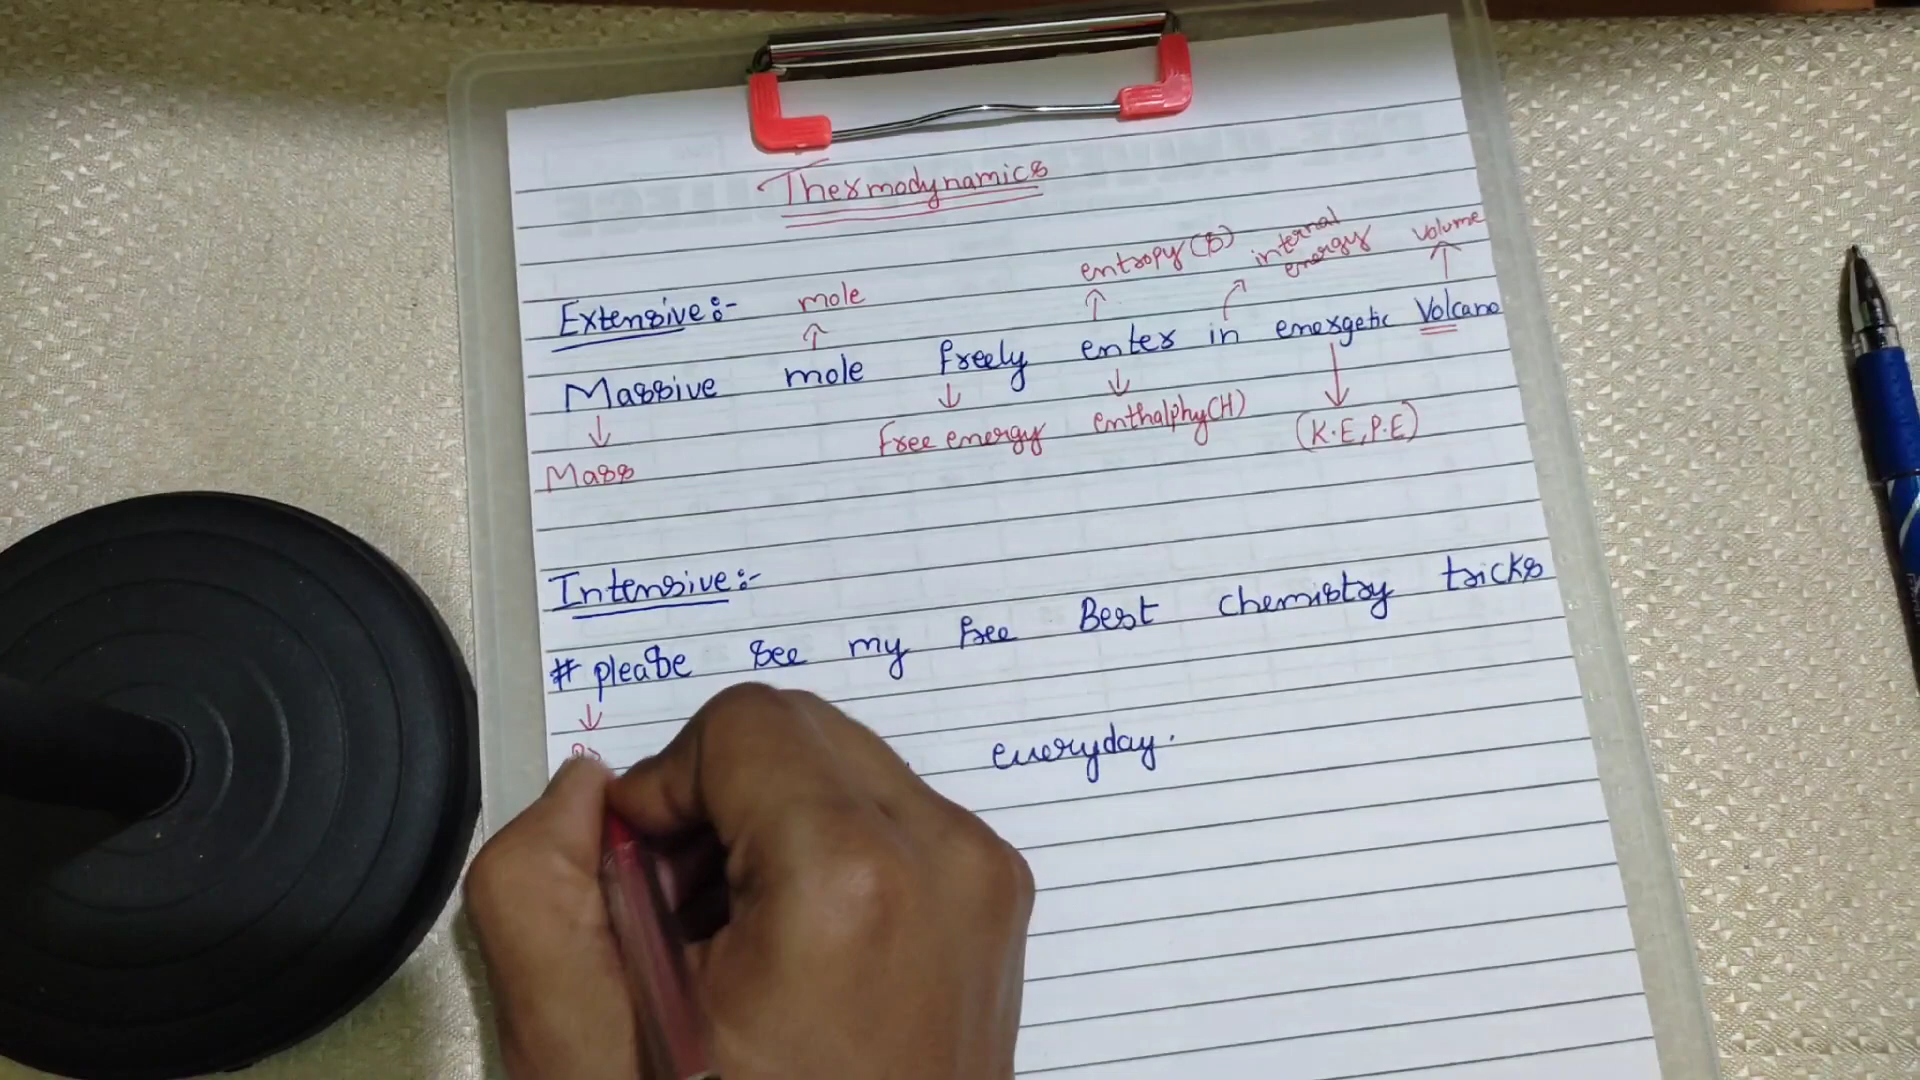 Thermodynamics
entropy(S) internal energy volume
Extensive:- mole
Massive mole freely enter in energetic Volcano
Free energy enthalphy(H) (K.E, P.E)
Mass
Intensive:-
# please see my free Best chemistry tricks
everyday.